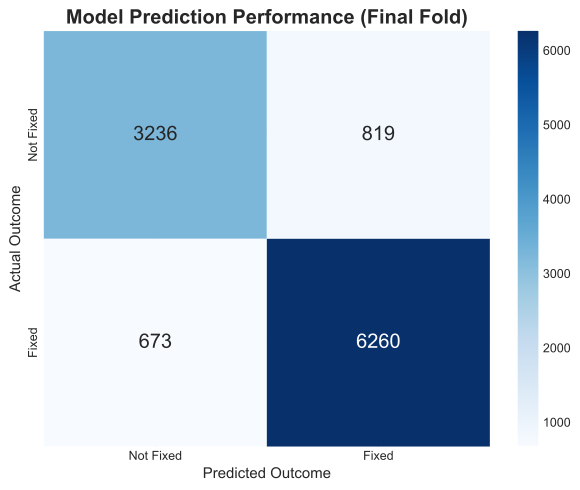 Model Prediction Performance (Final Fold)
Actual Outcome
Not Fixed
Fixed
3236
819
673
6260
Not Fixed
Fixed
Predicted Outcome
6000
5000
4000
3000
2000
1000